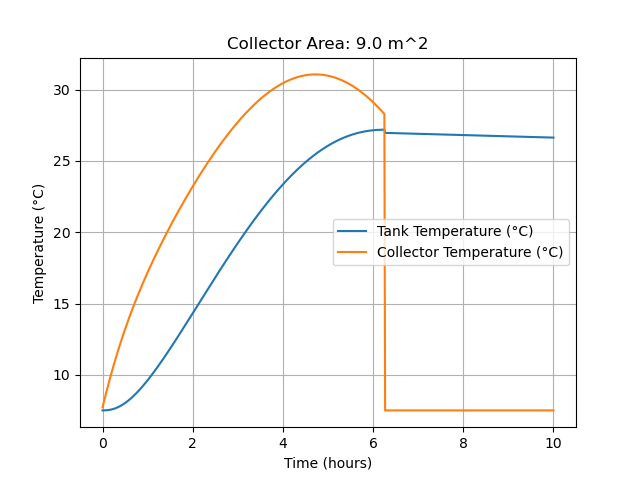 Collector Area: 9.0 m^2
Temperature (°C)
30
25
20
15
10
Tank Temperature (°C)
Collector Temperature (°C)
0
2
4
6
8
10
Time (hours)